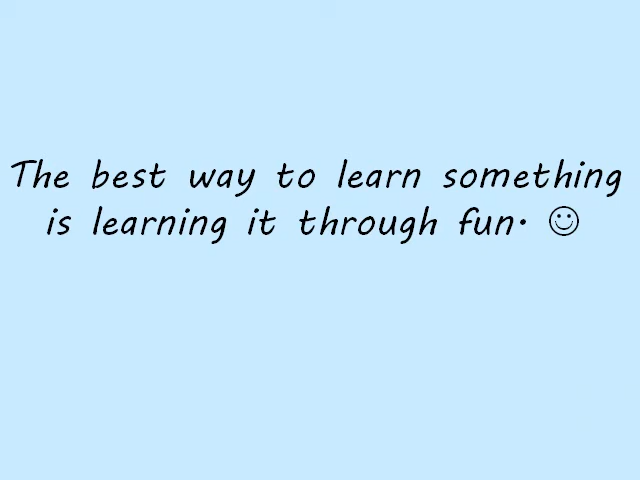 The best way to learn something
is learning it through fun. ☺